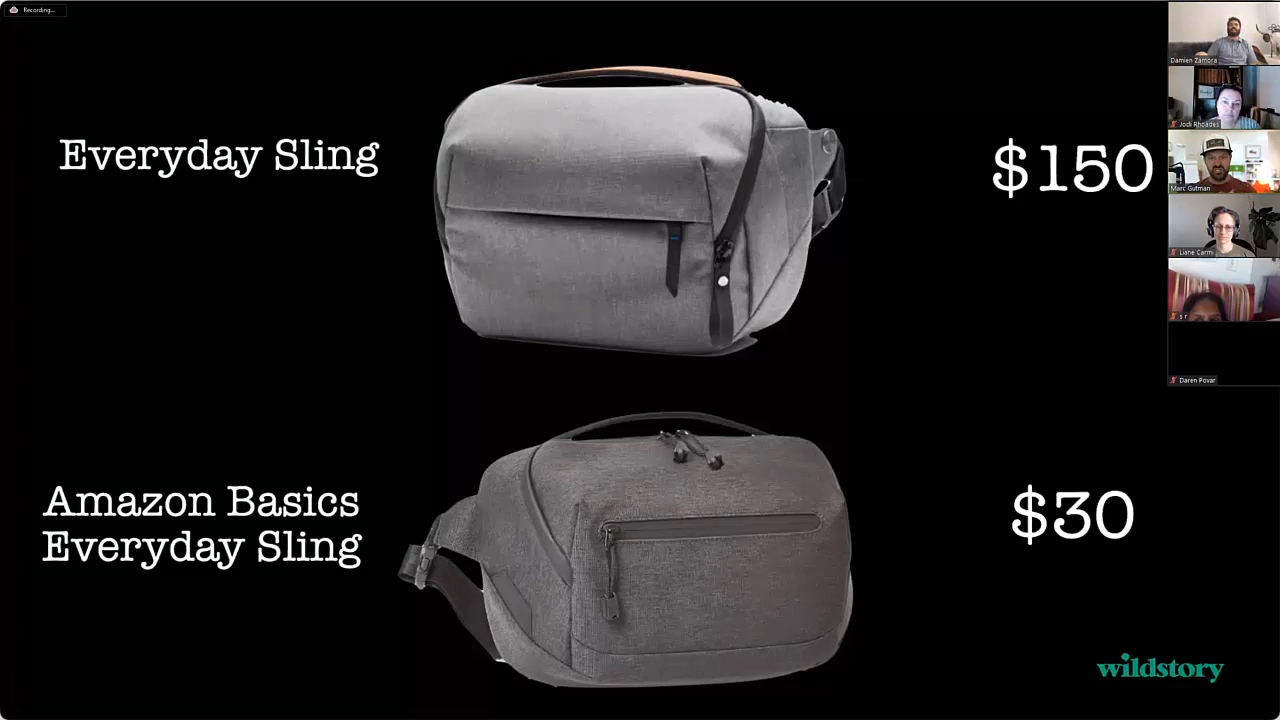 Recording...
Everyday Sling
$150
Amazon Basics
Everyday Sling
$30
wildstory
Damien Zamora
Jodi Rhoades
Marc Gutman
Liane Carmi
s r
Daren Povar